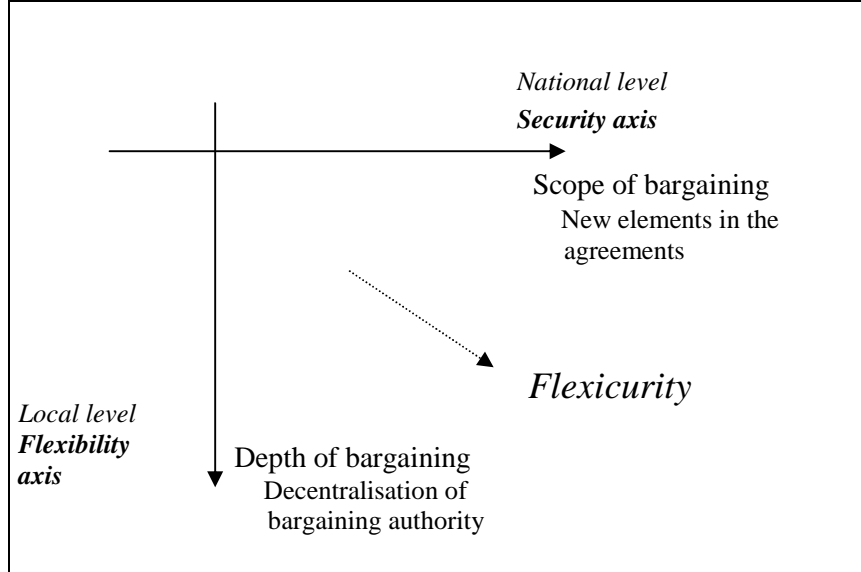 National level
Security axis
Scope of bargaining
New elements in the
agreements
Flexicurity
Local level
Flexibility
axis
Depth of bargaining
Decentralisation of
bargaining authority